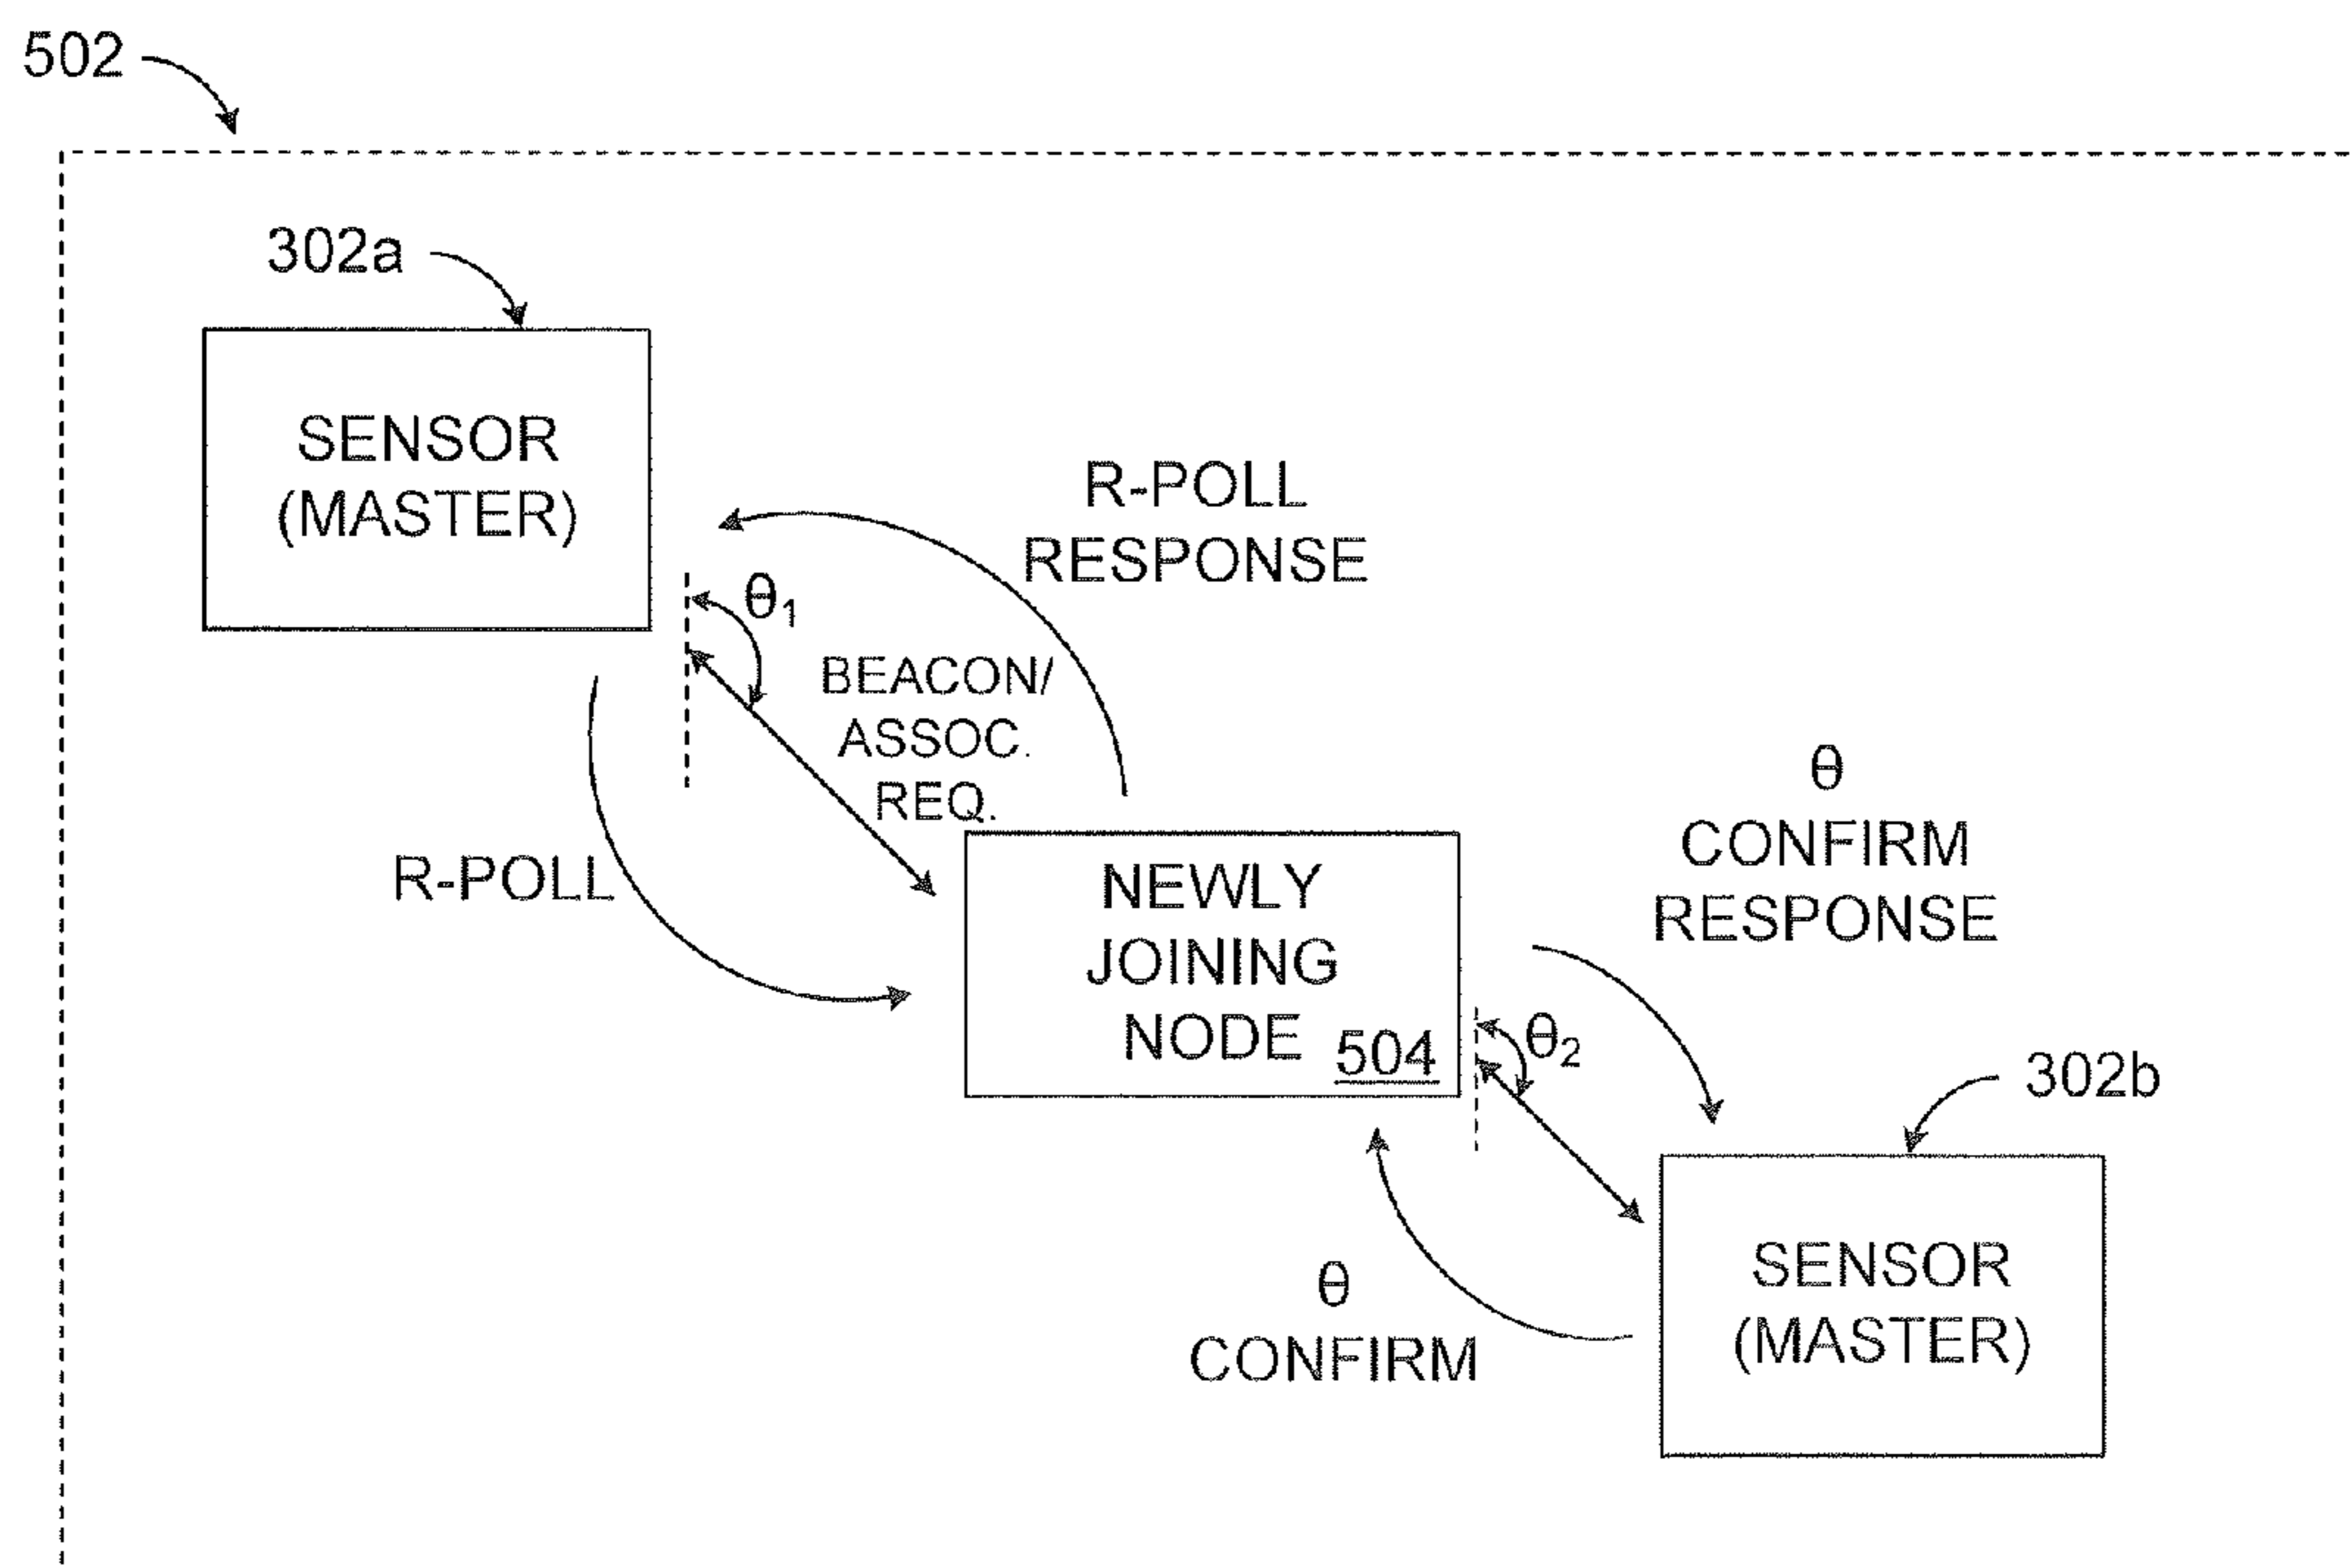 502
302a
SENSOR
(MASTER)
R-POLL
RESPONSE
θ₁
BEACON/
ASSOC.
REQ.
R-POLL
θ
CONFIRM
RESPONSE
NEWLY
JOINING
NODE 504
θ₂
302b
θ
CONFIRM
SENSOR
(MASTER)